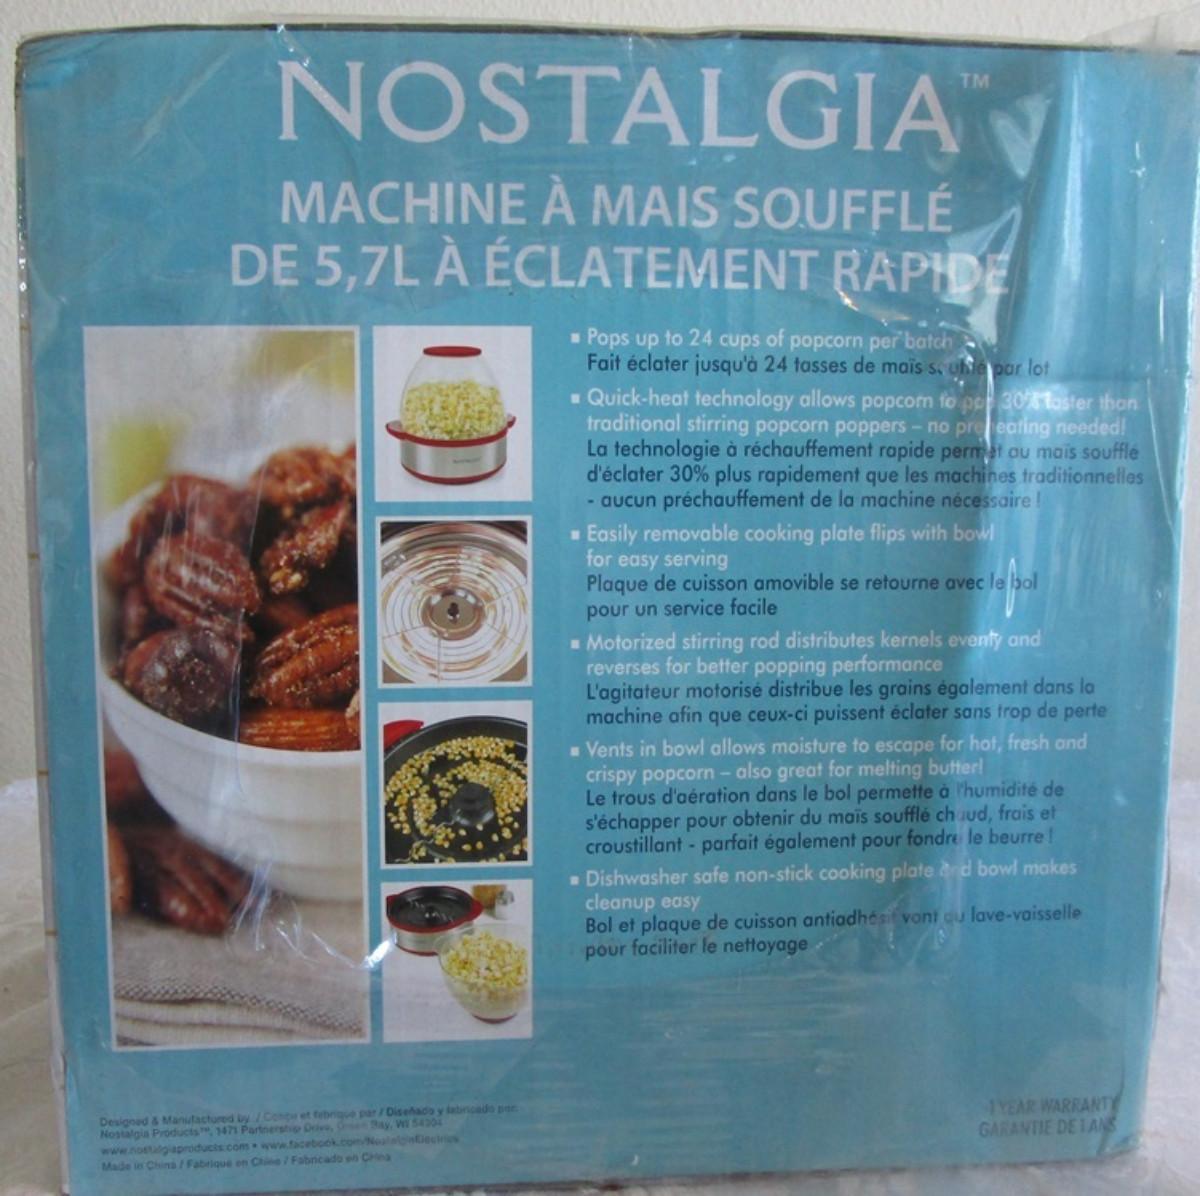 NOSTALGIA™
MACHINE À MAIS SOUFFLÉ
DE 5,7L À ÉCLATEMENT RAPIDE
▪ Pops up to 24 cups of popcorn per batch
Fait éclater jusqu'à 24 tasses de maïs soufflé par lot
▪ Quick-heat technology allows popcorn to pop 30% faster than
traditional stirring popcorn poppers – no preheating needed!
La technologie à réchauffement rapide permet au maïs soufflé
d'éclater 30% plus rapidement que les machines traditionnelles
- aucun préchauffement de la machine nécessaire !
▪ Easily removable cooking plate flips with bowl
for easy serving
Plaque de cuisson amovible se retourne avec le bol
pour un service facile
▪ Motorized stirring rod distributes kernels evenly and
reverses for better popping performance
L'agitateur motorisé distribue les grains également dans la
machine afin que ceux-ci puissent éclater sans trop de perte
▪ Vents in bowl allows moisture to escape for hot, fresh and
crispy popcorn – also great for melting butter!
Le trous d'aération dans le bol permette à l'humidité de
s'échapper pour obtenir du maïs soufflé chaud, frais et
croustillant - parfait également pour fondre le beurre !
▪ Dishwasher safe non-stick cooking plate and bowl makes
cleanup easy
Bol et plaque de cuisson antiadhésif vont au lave-vaisselle
pour faciliter le nettoyage
Designed & Manufactured by / Conçu et fabriqué par / Diseñado y fabricado por:
Nostalgia Products™, 1471 Partnership Drive, Green Bay, WI 54304
www.nostalgiaproducts.com • www.facebook.com/NostalgiaElectrics
Made in China / Fabriqué en Chine / Fabricado en China
1 YEAR WARRANTY
GARANTIE DE 1 ANS